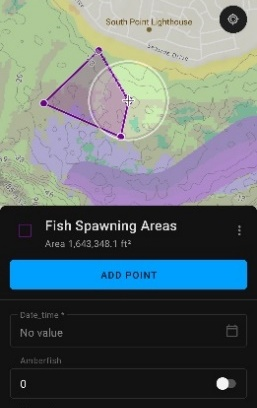 South Point Lighthouse
Fish Spawning Areas
Area 1,643,348.1 ft²
ADD POINT
Date_time *
No value
Amberfish
0